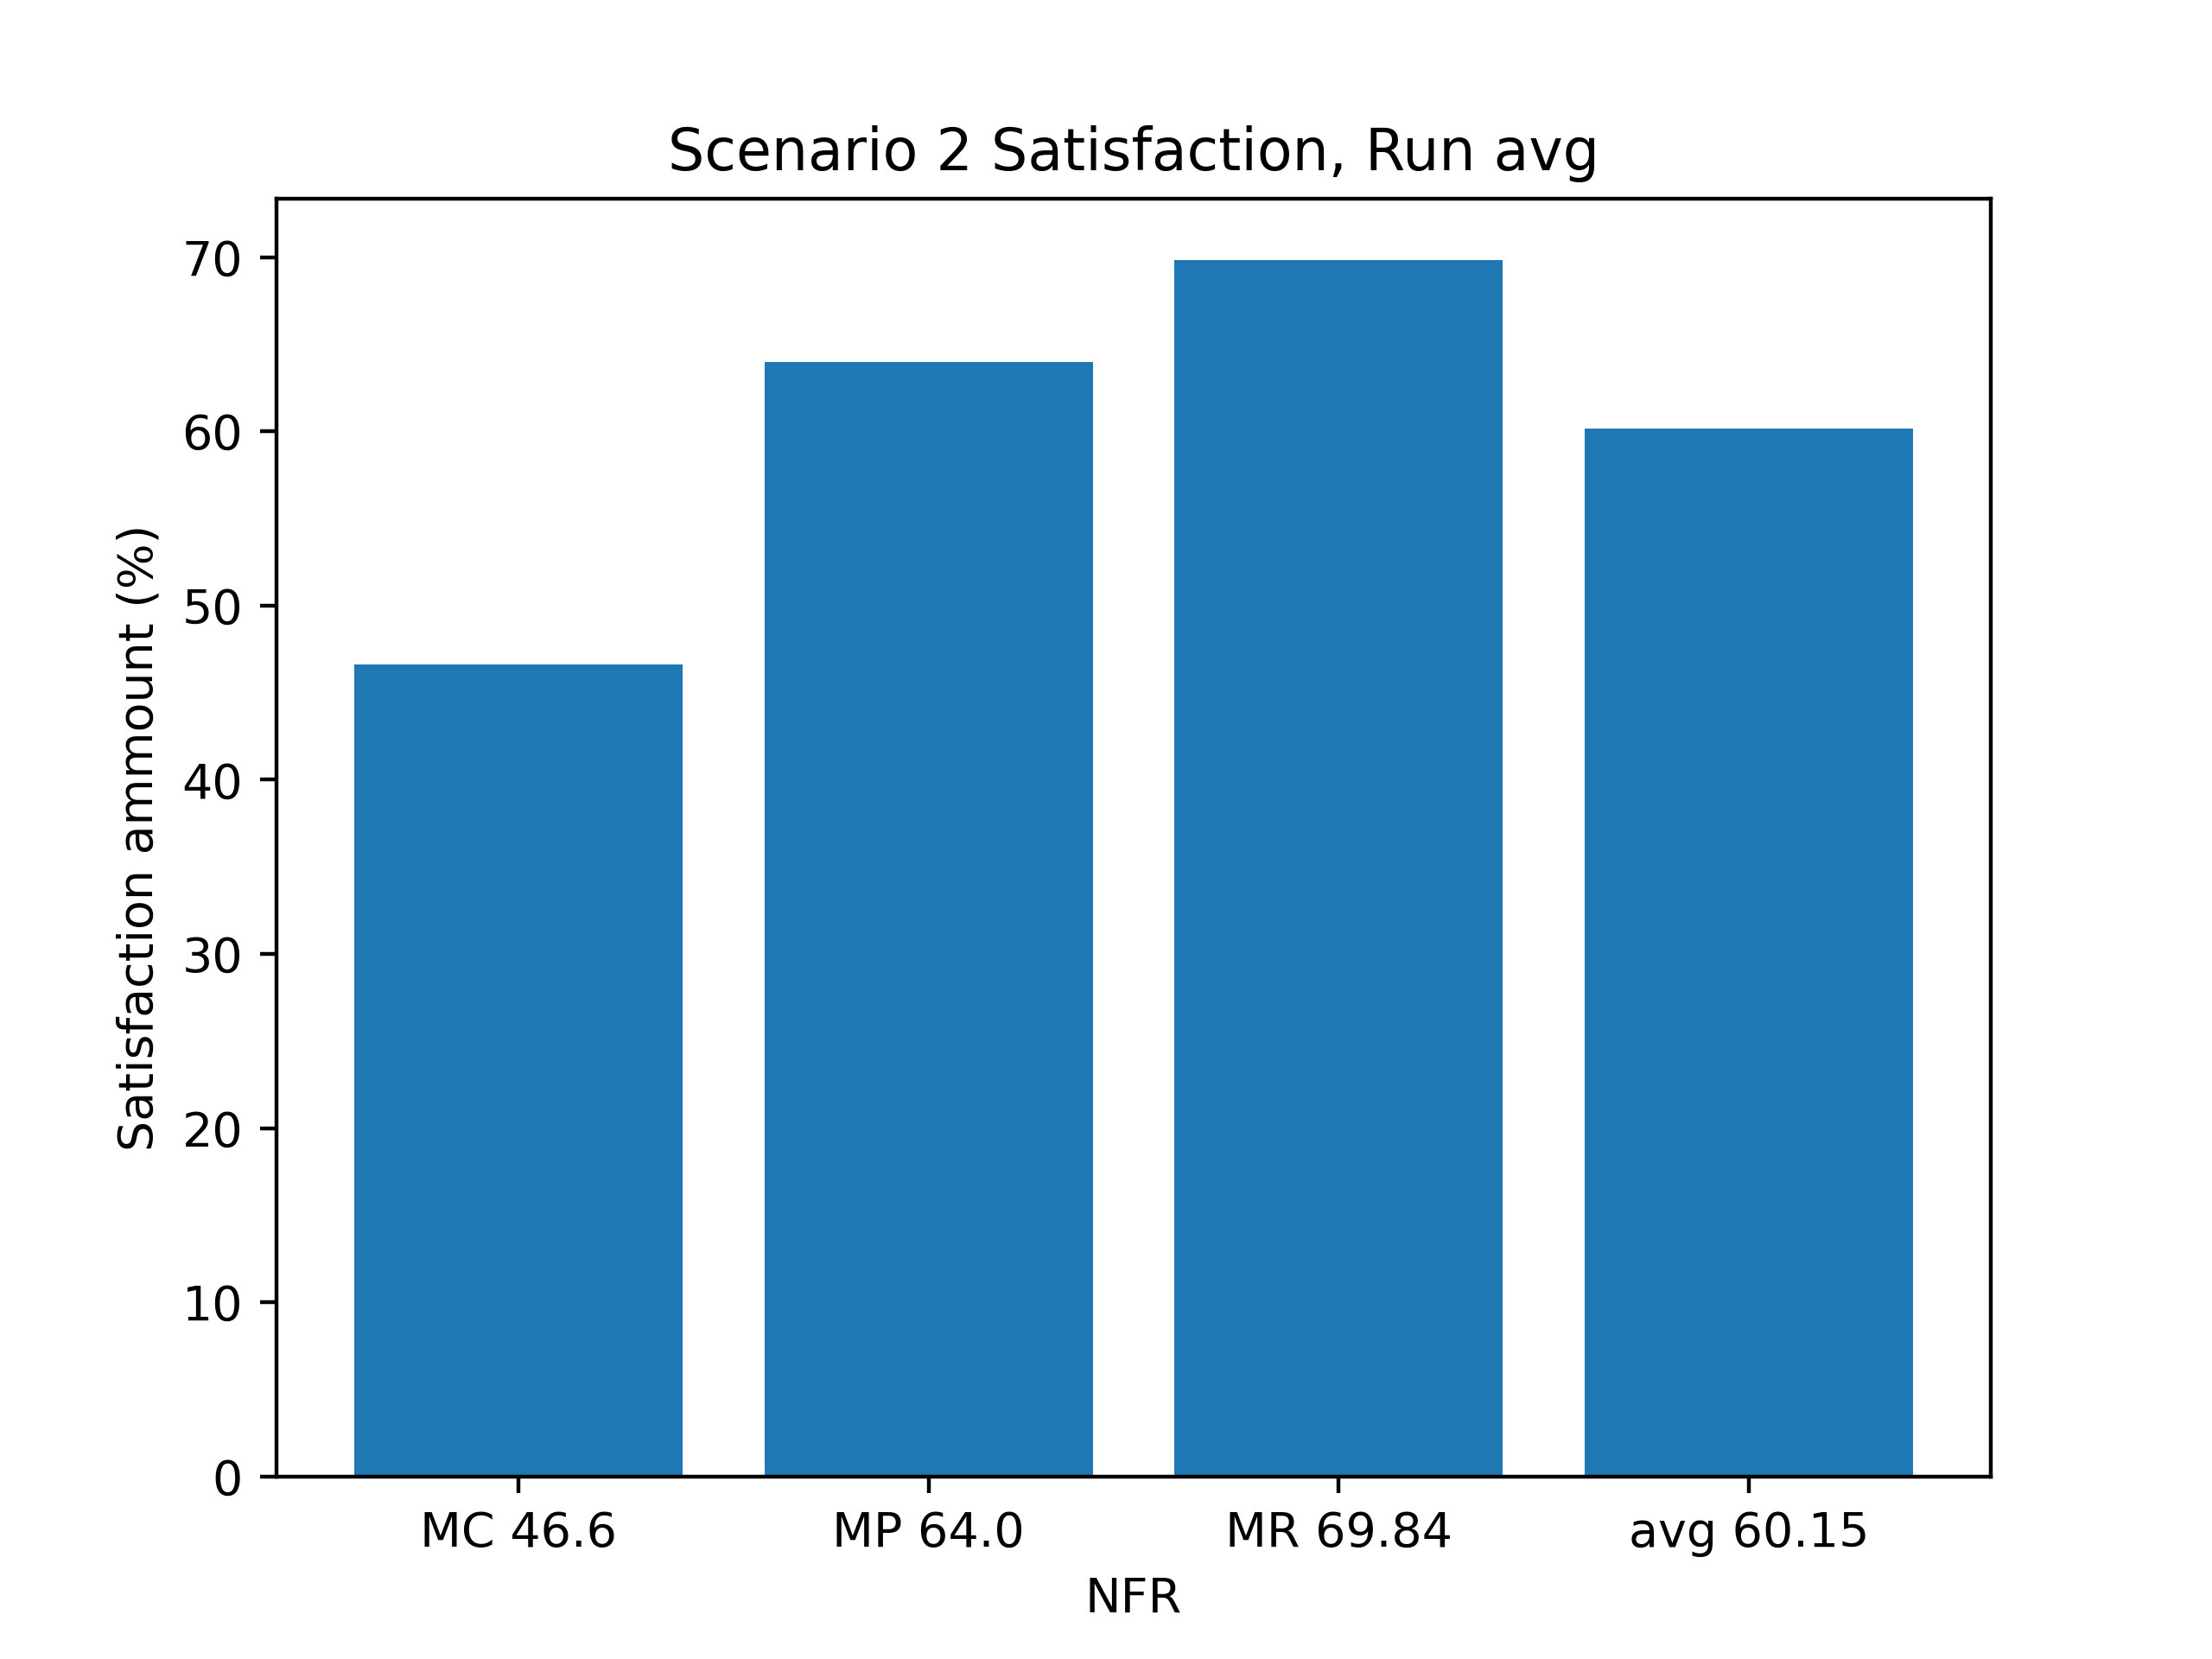 Scenario 2 Satisfaction, Run avg
Satisfaction ammount (%)
70
60
50
40
30
20
10
0
MC 46.6
MP 64.0
MR 69.84
avg 60.15
NFR